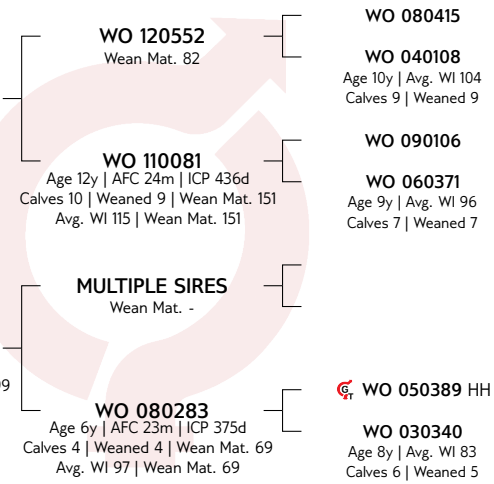 WO 120552
Wean Mat. 82
WO 110081
Age 12y | AFC 24m | ICP 436d
Calves 10 | Weaned 9 | Wean Mat. 151
Avg. WI 115 | Wean Mat. 151
MULTIPLE SIRES
Wean Mat. -
WO 080283
Age 6y | AFC 23m | ICP 375d
Calves 4 | Weaned 4 | Wean Mat. 69
Avg. WI 97 | Wean Mat. 69
WO 080415
WO 040108
Age 10y | Avg. WI 104
Calves 9 | Weaned 9
WO 090106
WO 060371
Age 9y | Avg. WI 96
Calves 7 | Weaned 7
GT WO 050389 HH
WO 030340
Age 8y | Avg. WI 83
Calves 6 | Weaned 5